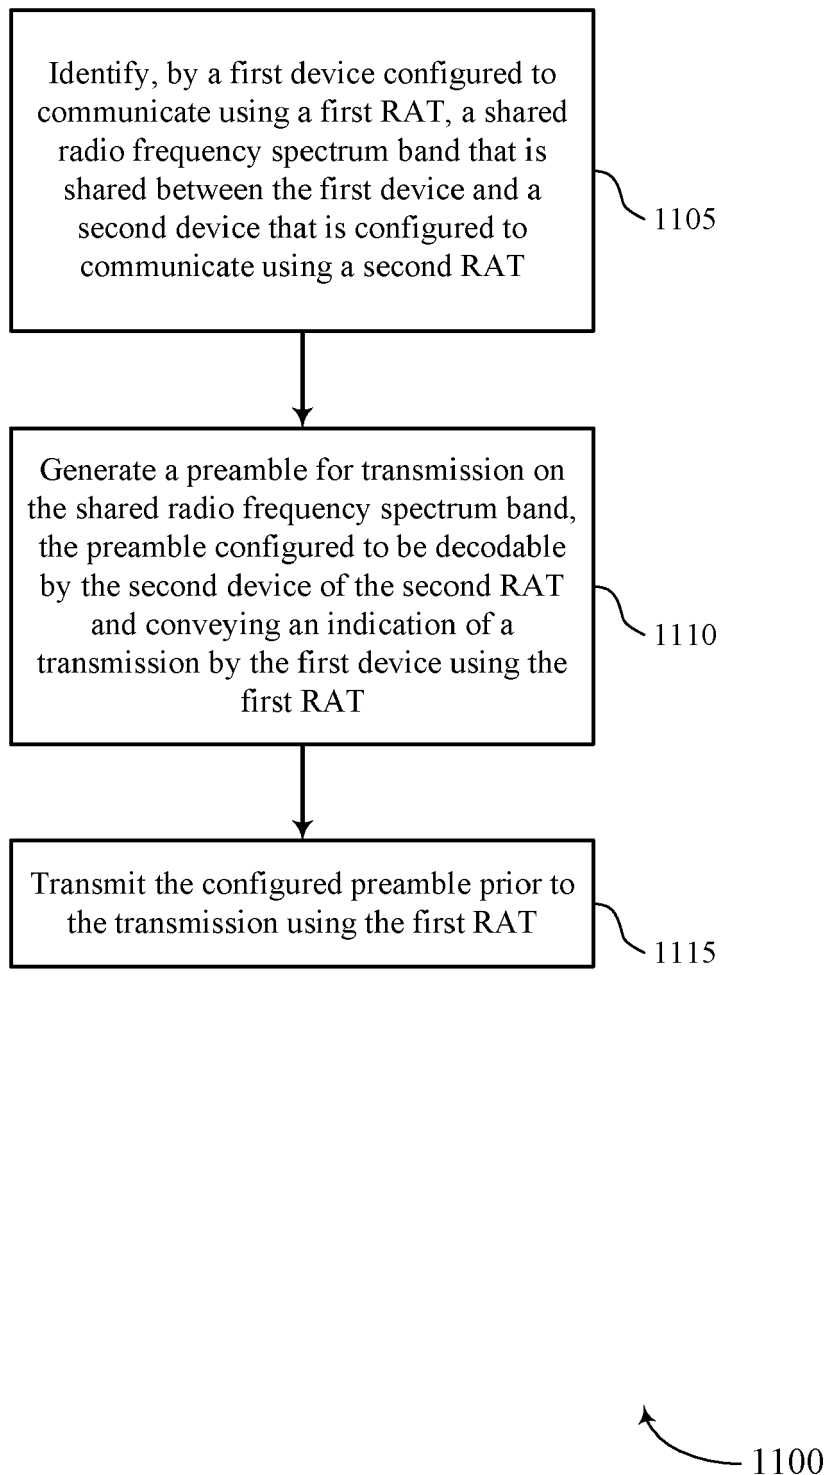 Identify, by a first device configured to
communicate using a first RAT, a shared
radio frequency spectrum band that is
shared between the first device and a
second device that is configured to
communicate using a second RAT
1105
Generate a preamble for transmission on
the shared radio frequency spectrum band,
the preamble configured to be decodable
by the second device of the second RAT
and conveying an indication of a
transmission by the first device using the
first RAT
1110
Transmit the configured preamble prior to
the transmission using the first RAT
1115
1100